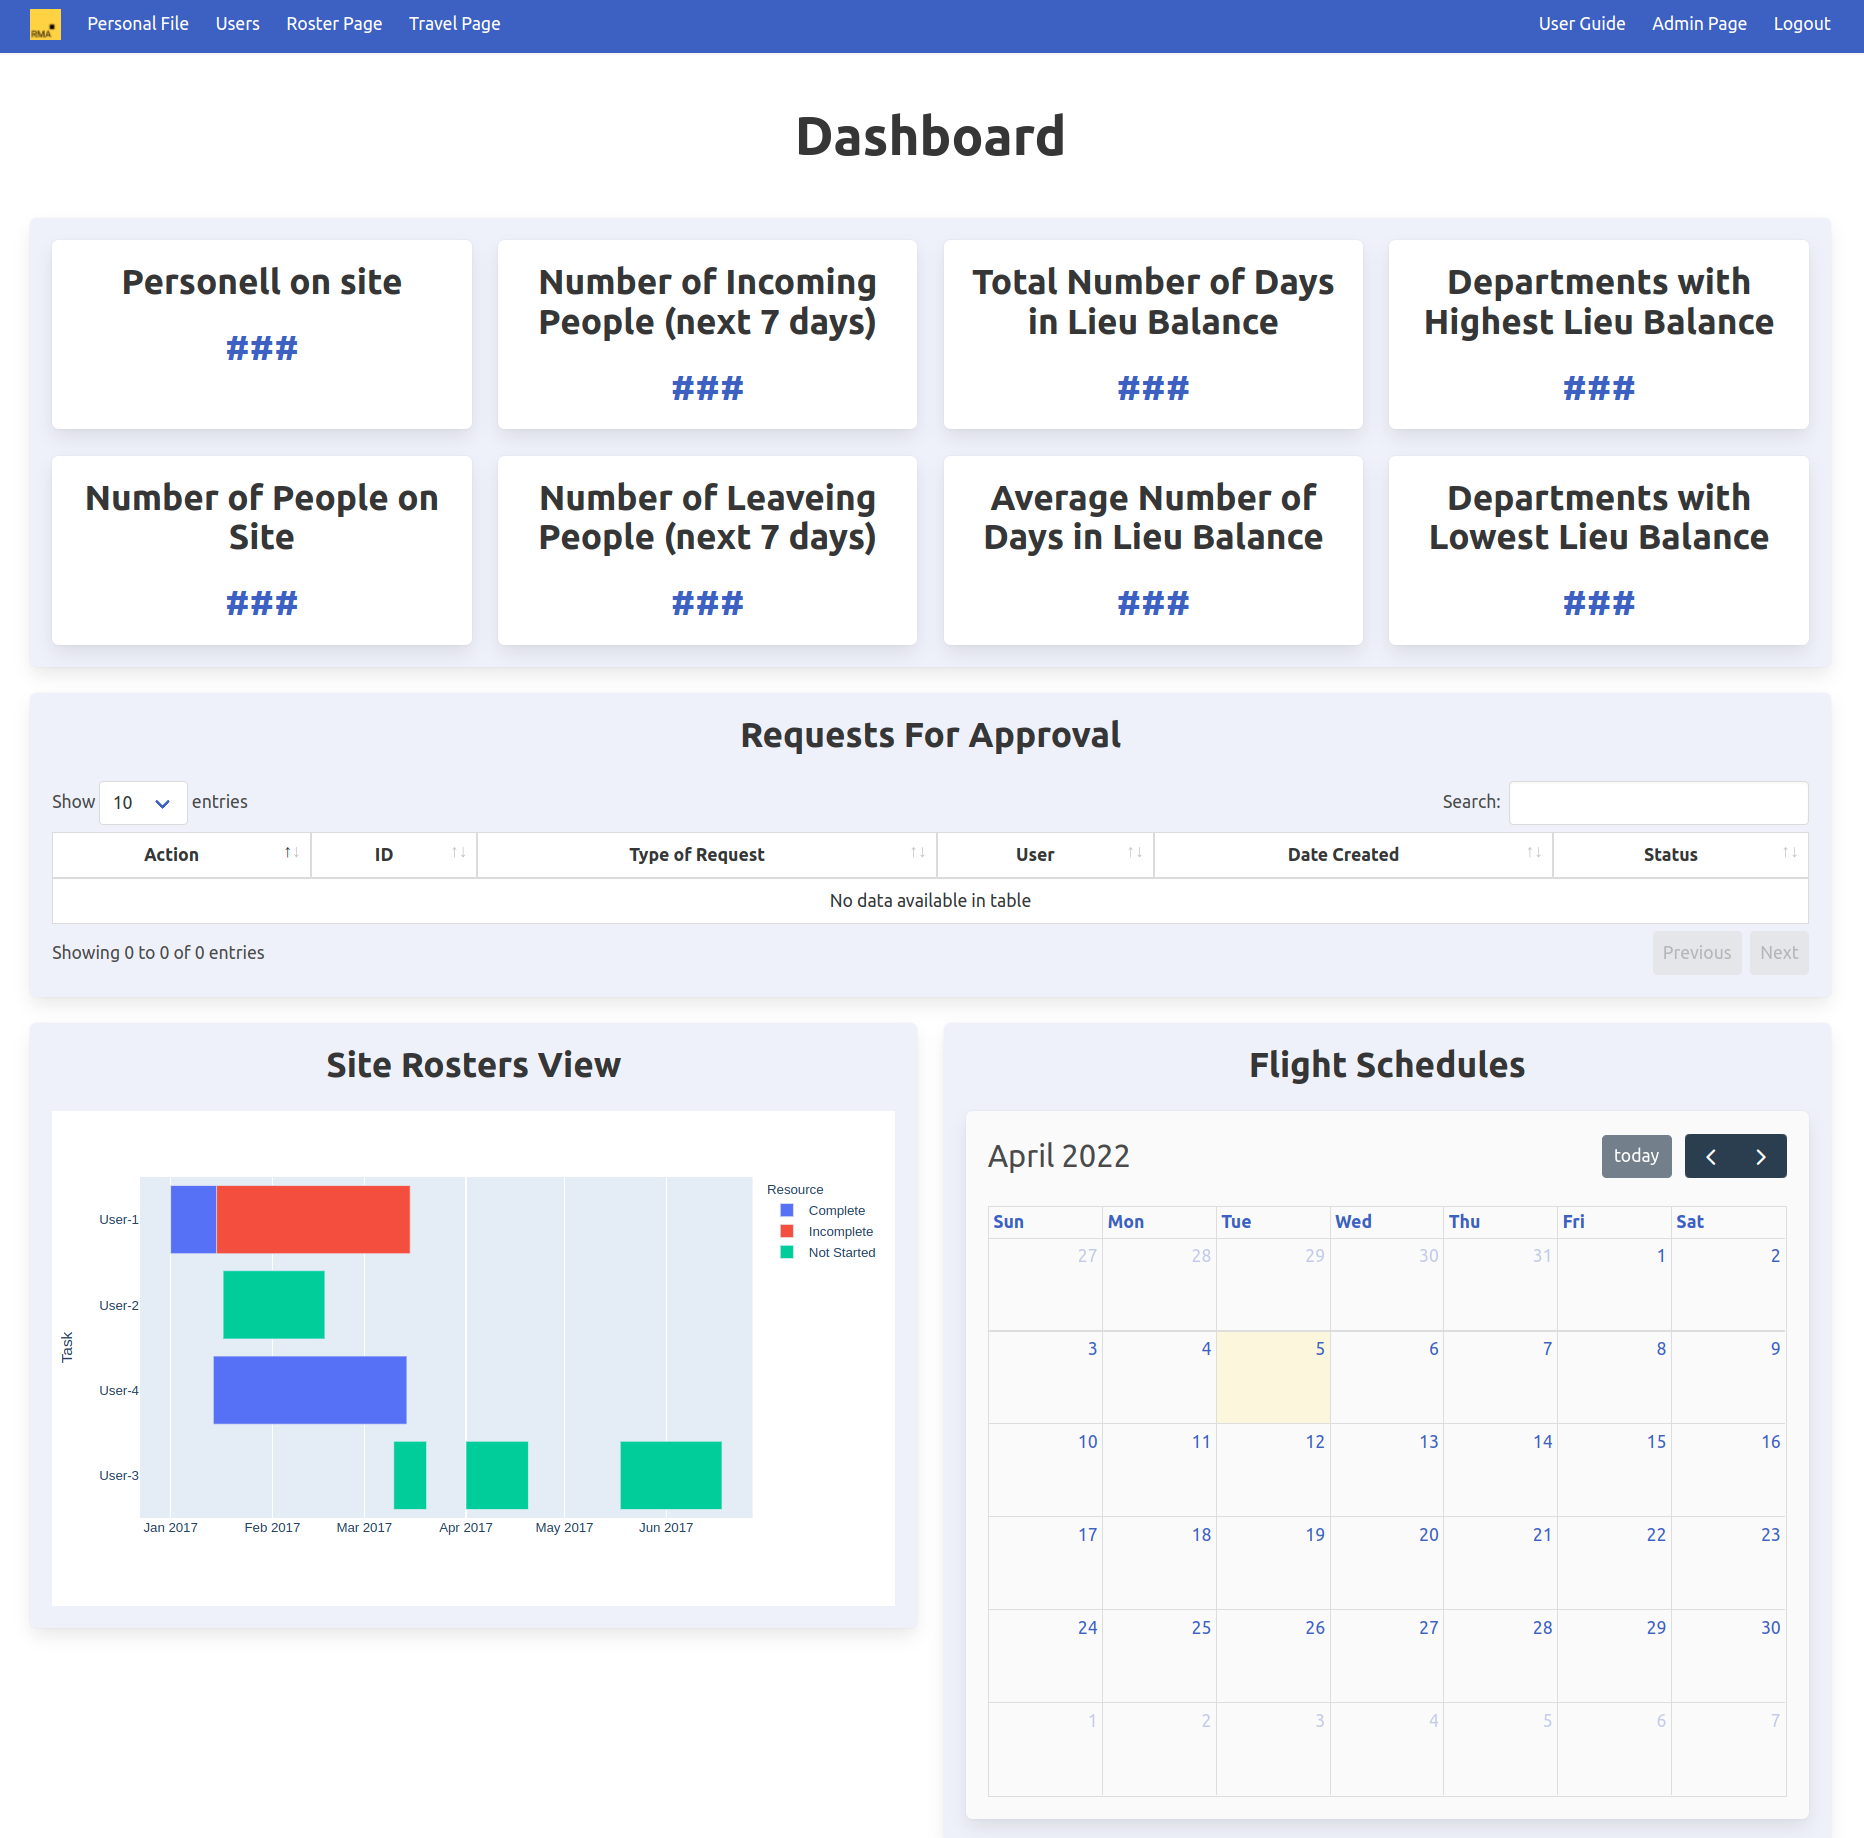 RMA Personal File Users Roster Page Travel Page User Guide Admin Page Logout
Dashboard
Personell on site
###
Number of Incoming
People (next 7 days)
###
Total Number of Days
in Lieu Balance
###
Departments with
Highest Lieu Balance
###
Number of People on
Site
###
Number of Leaveing
People (next 7 days)
###
Average Number of
Days in Lieu Balance
###
Departments with
Lowest Lieu Balance
###
Requests For Approval
Show 10 entries Search:
Action ID Type of Request User Date Created Status
No data available in table
Showing 0 to 0 of 0 entries Previous Next
Site Rosters View
Resource
Complete
Incomplete
Not Started
Task
User-1
User-2
User-4
User-3
Jan 2017 Feb 2017 Mar 2017 Apr 2017 May 2017 Jun 2017
Flight Schedules
April 2022 today
Sun Mon Tue Wed Thu Fri Sat
27 28 29 30 31 1 2
3 4 5 6 7 8 9
10 11 12 13 14 15 16
17 18 19 20 21 22 23
24 25 26 27 28 29 30
1 2 3 4 5 6 7